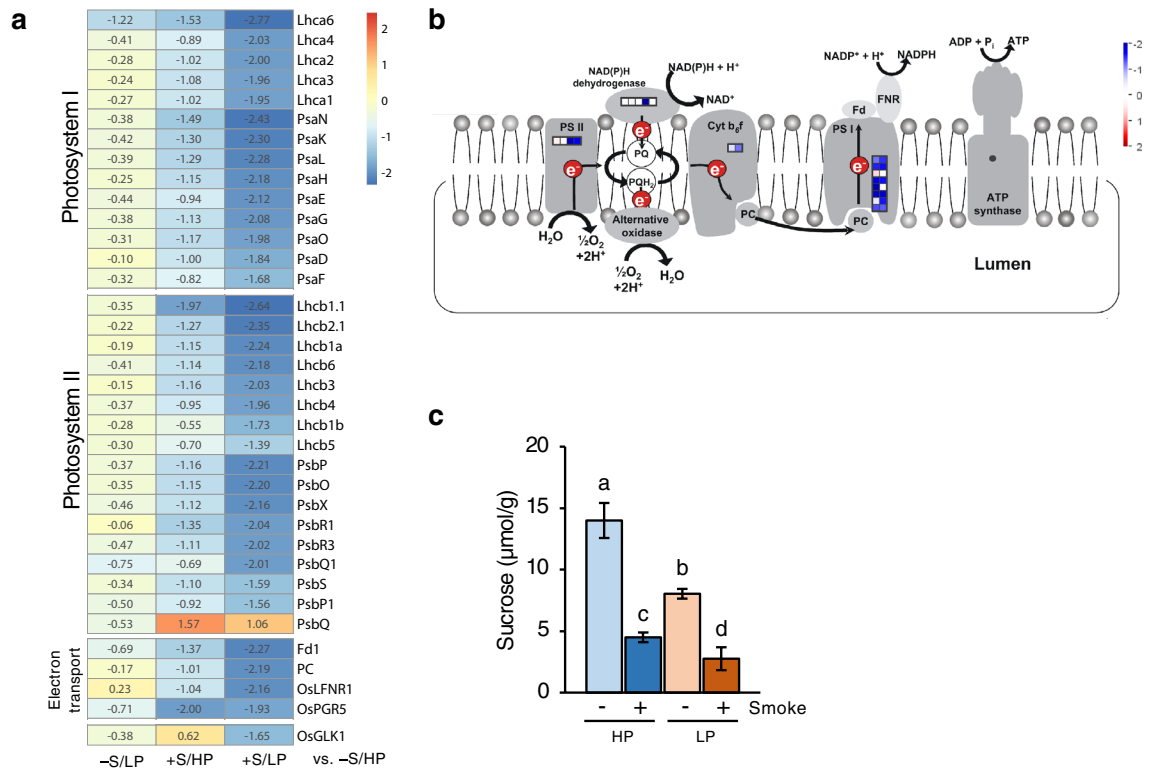 a
Photosystem I
-1.22 -1.53 -2.77 Lhca6
-0.41 -0.89 -2.03 Lhca4
-0.28 -1.02 -2.00 Lhca2
-0.24 -1.08 -1.96 Lhca3
-0.27 -1.02 -1.95 Lhca1
-0.38 -1.49 -2.43 PsaN
-0.42 -1.30 -2.30 PsaK
-0.39 -1.29 -2.28 PsaL
-0.25 -1.15 -2.18 PsaH
-0.44 -0.94 -2.12 PsaE
-0.38 -1.13 -2.08 PsaG
-0.31 -1.17 -1.98 PsaO
-0.10 -1.00 -1.84 PsaD
-0.32 -0.82 -1.68 PsaF
Photosystem II
-0.35 -1.97 -2.64 Lhcb1.1
-0.22 -1.27 -2.35 Lhcb2.1
-0.19 -1.15 -2.24 Lhcb1a
-0.41 -1.14 -2.18 Lhcb6
-0.15 -1.16 -2.03 Lhcb3
-0.37 -0.95 -1.96 Lhcb4
-0.28 -0.55 -1.73 Lhcb1b
-0.30 -0.70 -1.39 Lhcb5
-0.37 -1.16 -2.21 PsbP
-0.35 -1.15 -2.20 PsbO
-0.46 -1.12 -2.16 PsbX
-0.06 -1.35 -2.04 PsbR1
-0.47 -1.11 -2.02 PsbR3
-0.75 -0.69 -2.01 PsbQ1
-0.34 -1.10 -1.59 PsbS
-0.50 -0.92 -1.56 PsbP1
-0.53 1.57 1.06 PsbQ
Electron
transport
-0.69 -1.37 -2.27 Fd1
-0.17 -1.01 -2.19 PC
0.23 -1.04 -2.16 OsLFNR1
-0.71 -2.00 -1.93 OsPGR5
-0.38 0.62 -1.65 OsGLK1
–S/LP +S/HP +S/LP vs. –S/HP
2
1
0
-1
-2
b
NAD(P)H
dehydrogenase
NAD(P)H + H⁺
NAD⁺
PS II
e⁻
PQ
PQH₂
e⁻
e⁻
Alternative
oxidase
H₂O
½O₂
+2H⁺
½O₂
+2H⁺
H₂O
Cyt b₆f
e⁻
PC
NADP⁺ + H⁺
NADPH
FNR
Fd
PS I
e⁻
PC
ADP + Pᵢ
ATP
ATP
synthase
Lumen
-2
-1
0
1
2
c
Sucrose (µmol/g)
20
15
10
5
0
a
c
b
d
- + - + Smoke
HP LP